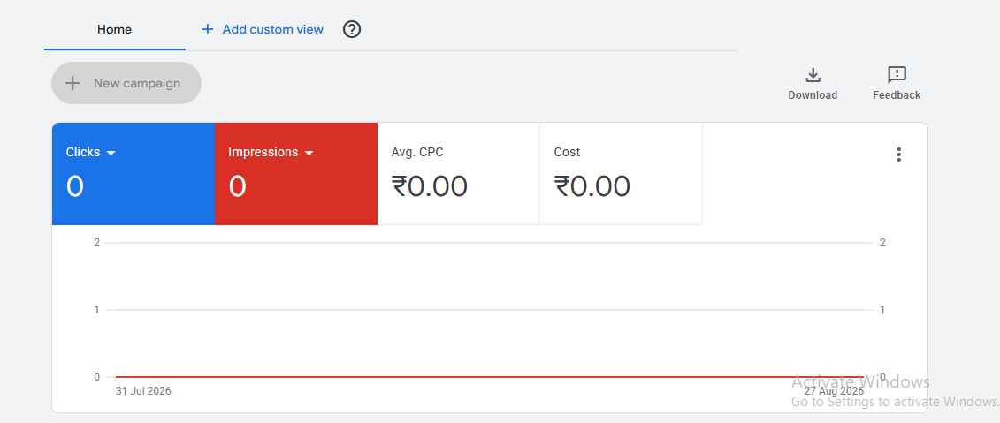 Home
Add custom view
New campaign
Download
Feedback
Clicks
Impressions
Avg. CPC
Cost
0
0
₹0.00
₹0.00
2
2
1
1
0
0
31 Jul 2026
27 Aug 2026
Activate Windows
Go to Settings to activate Windows.